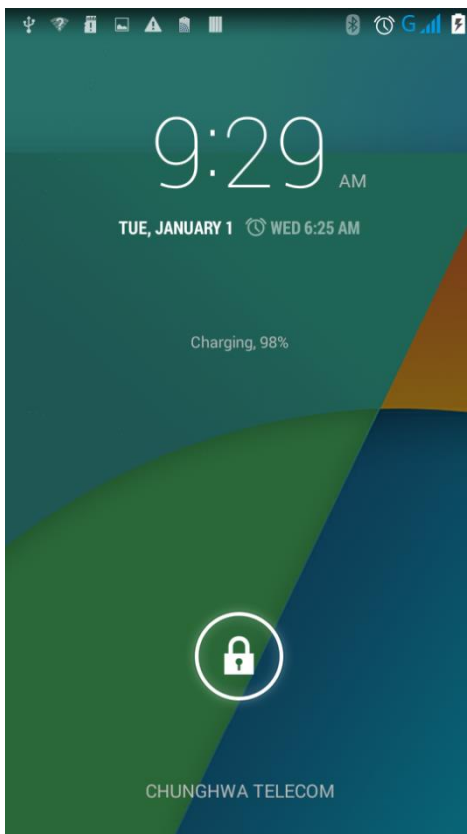 G
9:29 AM
TUE, JANUARY 1 WED 6:25 AM
Charging, 98%
CHUNGHWA TELECOM